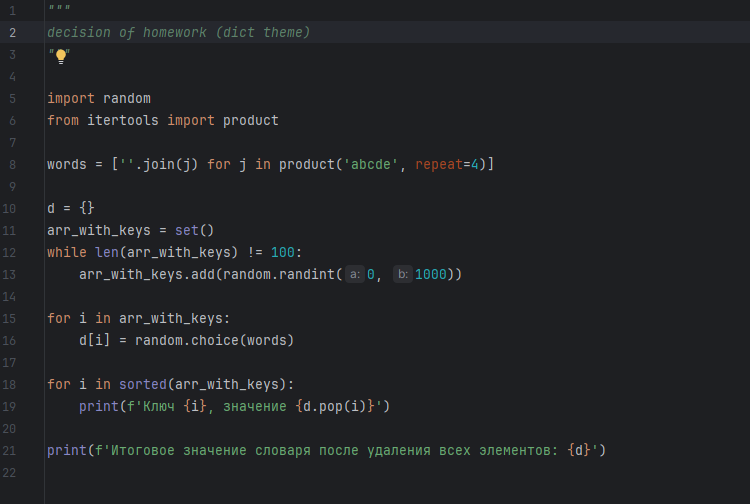 1 """
2 decision of homework (dict theme)
3 " "
4
5 import random
6 from itertools import product
7
8 words = [''.join(j) for j in product('abcde', repeat=4)]
9
10 d = {}
11 arr_with_keys = set()
12 while len(arr_with_keys) != 100:
13     arr_with_keys.add(random.randint( a: 0, b: 1000))
14
15 for i in arr_with_keys:
16     d[i] = random.choice(words)
17
18 for i in sorted(arr_with_keys):
19     print(f'Ключ {i}, значение {d.pop(i)}')
20
21 print(f'Итоговое значение словаря после удаления всех элементов: {d}')
22